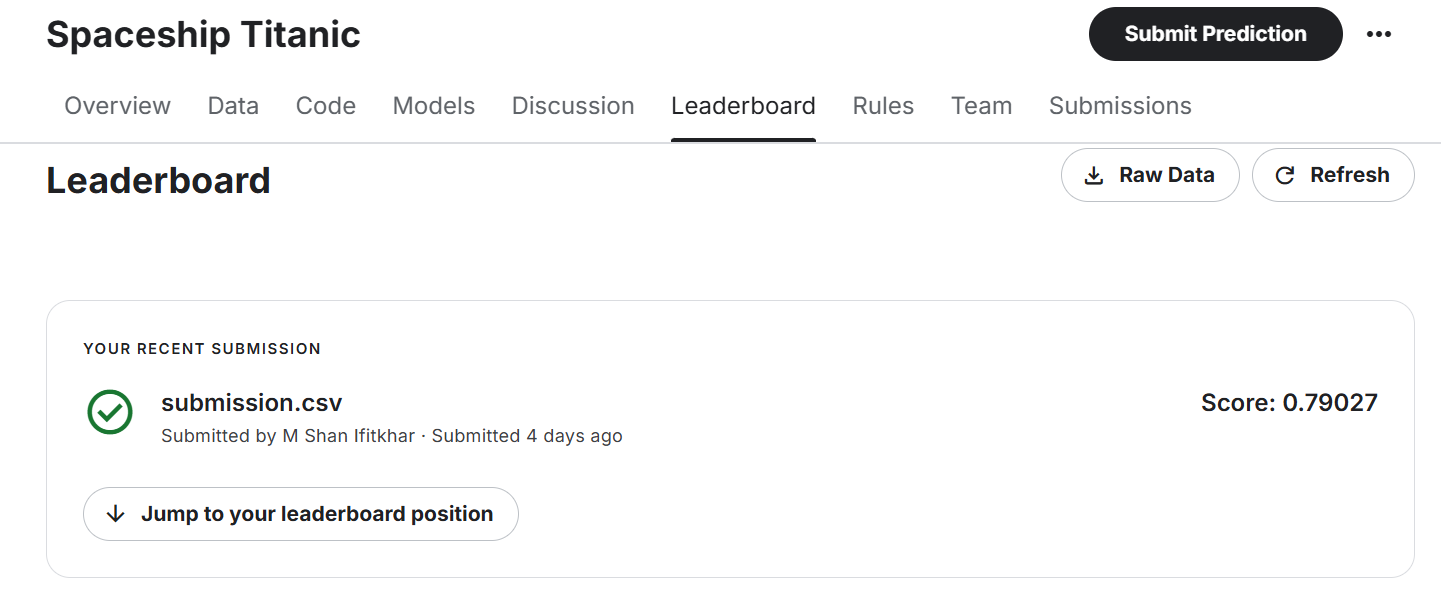 Spaceship Titanic
Submit Prediction
Overview Data Code Models Discussion Leaderboard Rules Team Submissions
Leaderboard
Raw Data
Refresh
YOUR RECENT SUBMISSION
submission.csv
Score: 0.79027
Submitted by M Shan Ifitkhar · Submitted 4 days ago
Jump to your leaderboard position